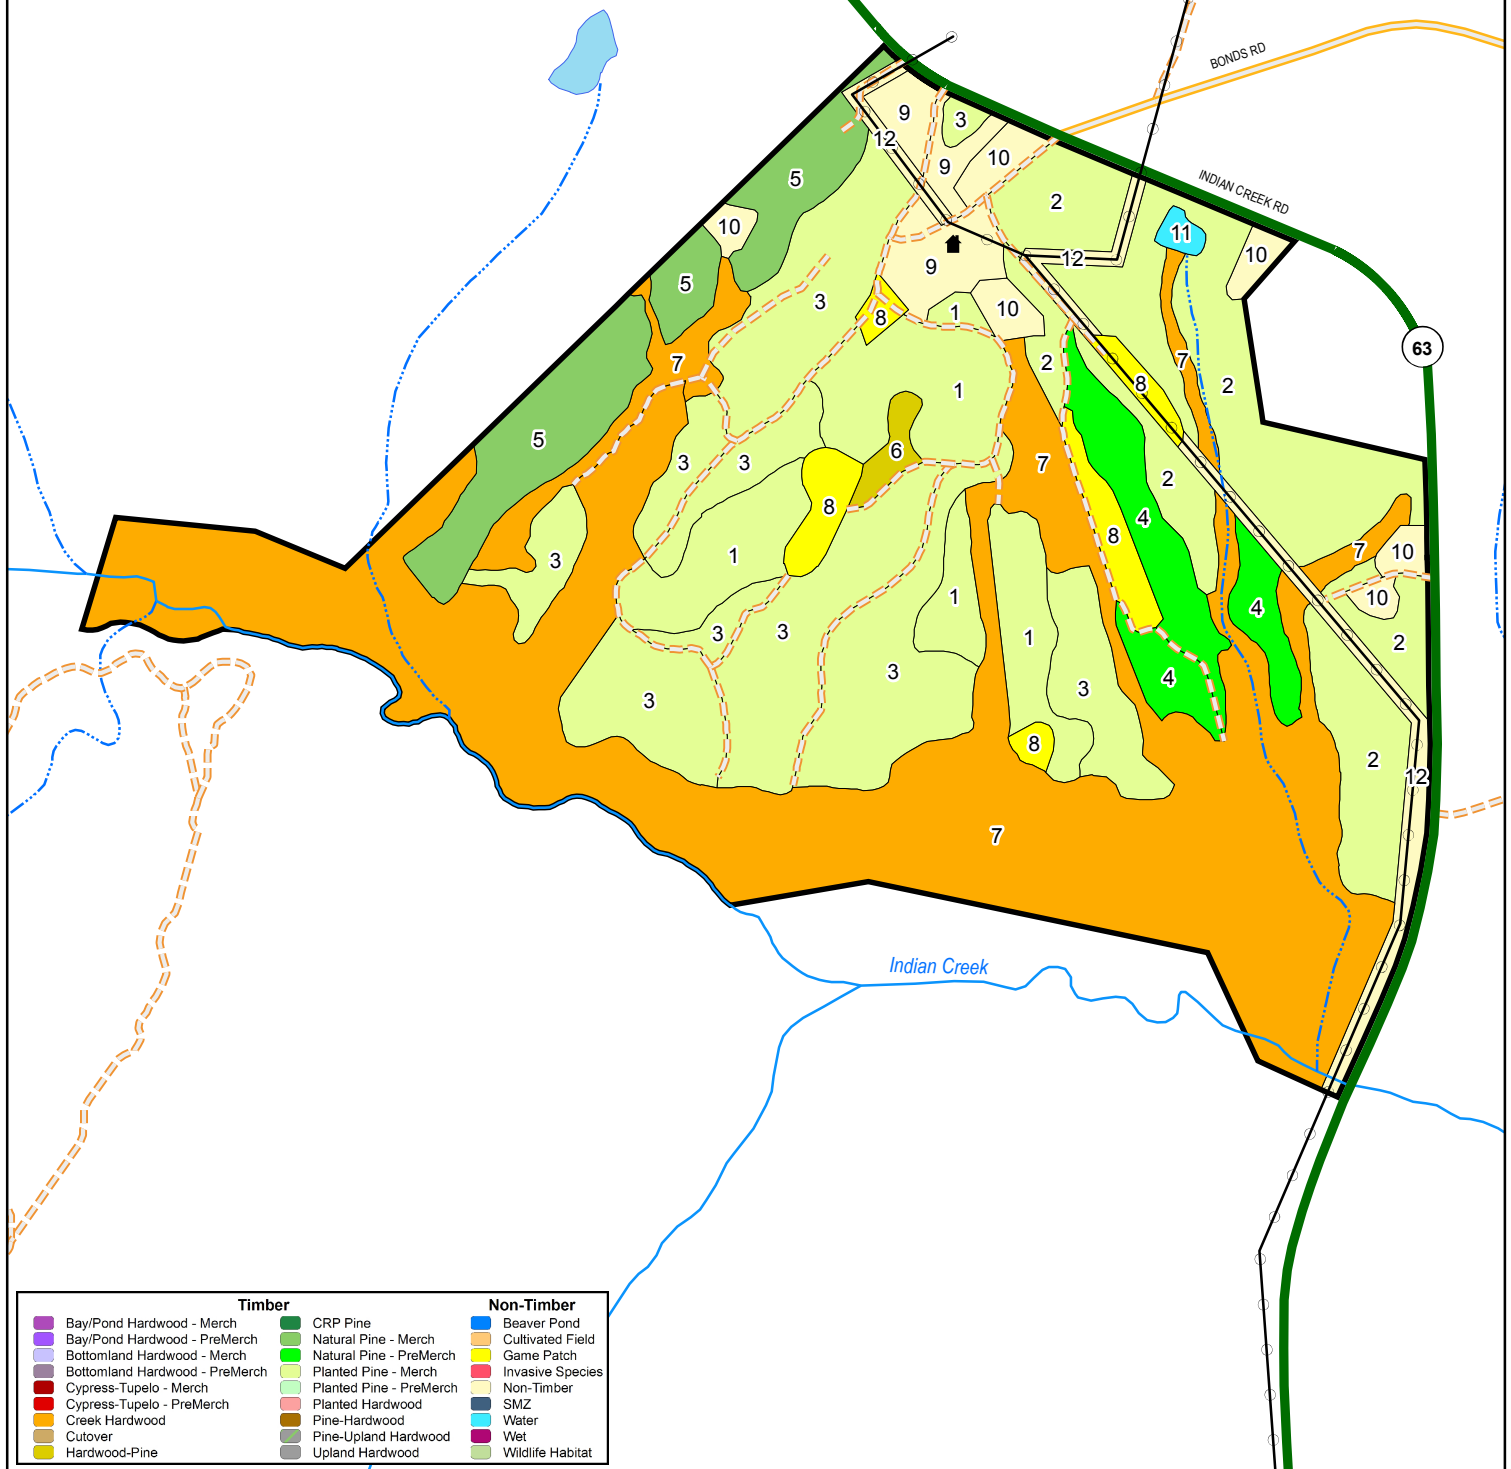 BONDS RD
INDIAN CREEK RD
9
3
12
9
10
5
2
10
11
10
12
9
5
3
10
1
8
63
7
2
7
8
2
1
5
6
3
3
7
2
8
4
8
7
10
3
1
1
4
10
3
3
1
2
3
4
3
3
8
2
12
7
Indian Creek
Timber
Non-Timber
Bay/Pond Hardwood - Merch
CRP Pine
Beaver Pond
Bay/Pond Hardwood - PreMerch
Natural Pine - Merch
Cultivated Field
Bottomland Hardwood - Merch
Natural Pine - PreMerch
Game Patch
Bottomland Hardwood - PreMerch
Planted Pine - Merch
Invasive Species
Cypress-Tupelo - Merch
Planted Pine - PreMerch
Non-Timber
Cypress-Tupelo - PreMerch
Planted Hardwood
SMZ
Creek Hardwood
Pine-Hardwood
Water
Cutover
Pine-Upland Hardwood
Wet
Hardwood-Pine
Upland Hardwood
Wildlife Habitat